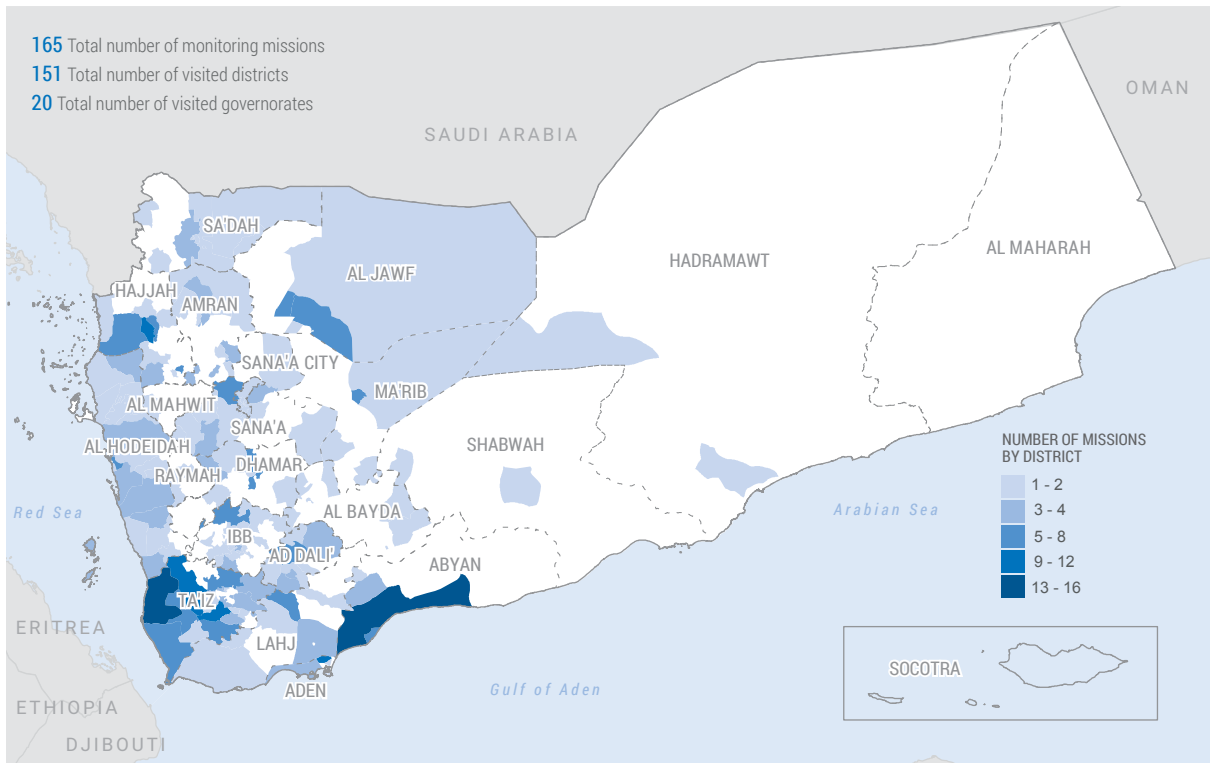 165 Total number of monitoring missions
151 Total number of visited districts
20 Total number of visited governorates
OMAN
SAUDI ARABIA
SA'DAH
AL JAWF
HADRAMAWT
AL MAHARAH
HAJJAH
AMRAN
SANA'A CITY
MA'RIB
AL MAHWIT
SANA'A
AL HODEIDAH
SHABWAH
DHAMAR
RAYMAH
AL BAYDA
Red Sea
Arabian Sea
IBB
AD DALI'
ABYAN
TA'IZ
LAHJ
ADEN
Gulf of Aden
ERITREA
ETHIOPIA
DJIBOUTI
NUMBER OF MISSIONS
BY DISTRICT
1 - 2
3 - 4
5 - 8
9 - 12
13 - 16
SOCOTRA